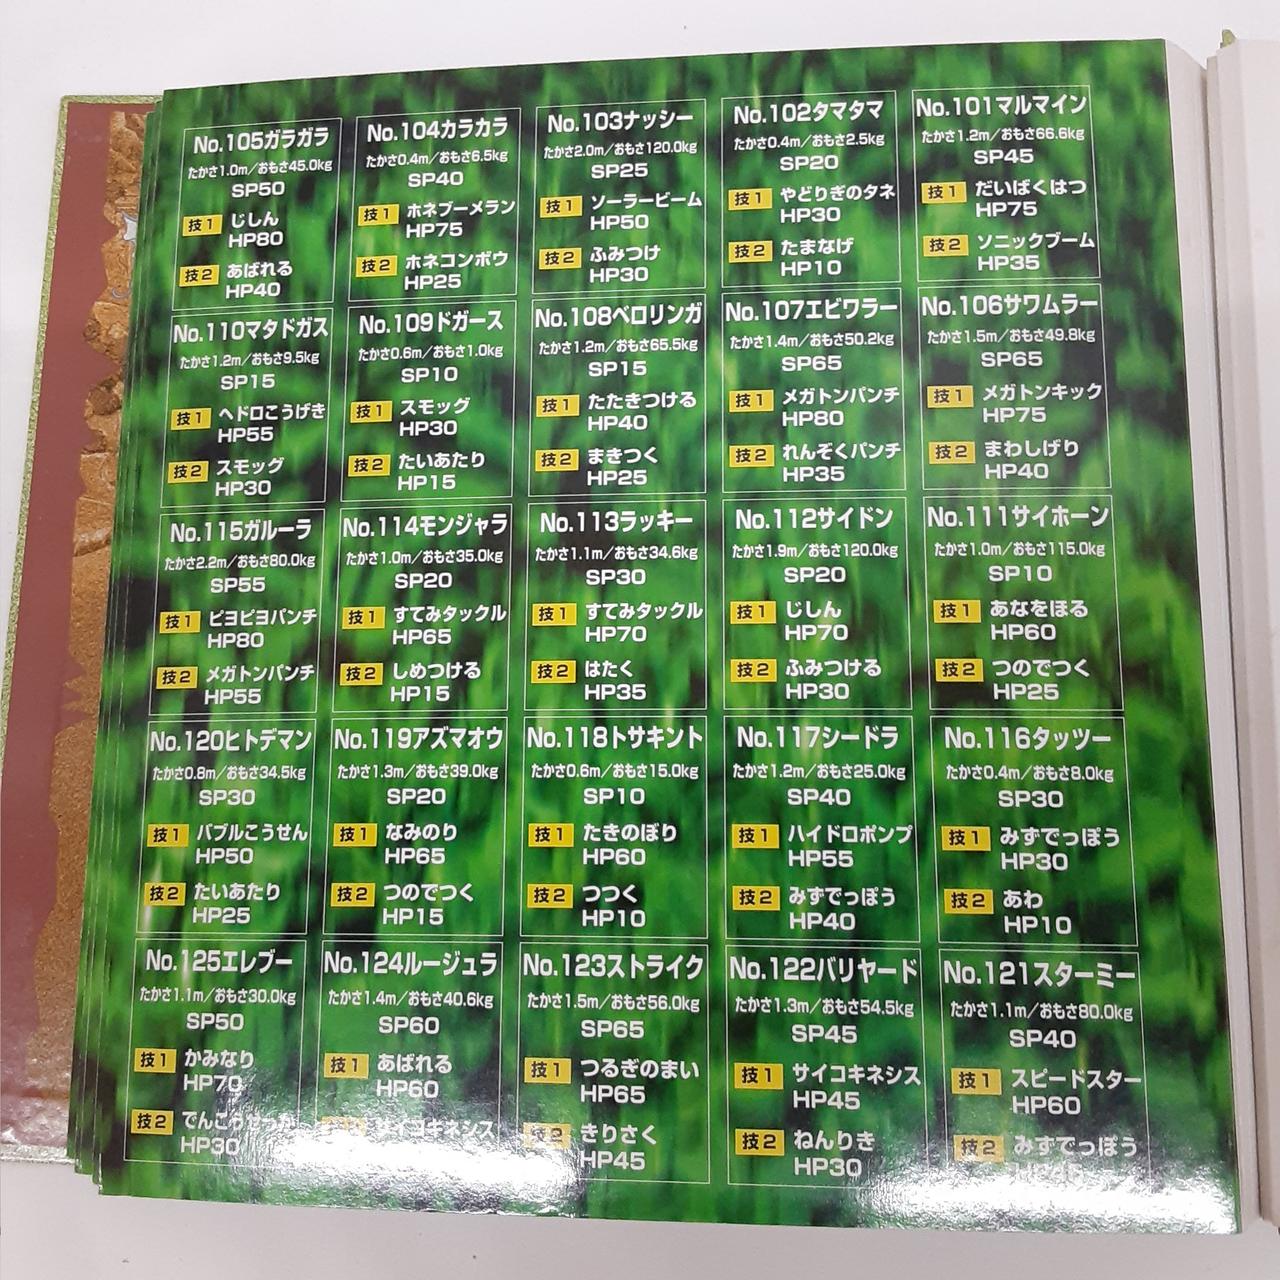 No.105ガラガラ
たかさ1.0m/おもさ45.0kg
SP50
技1 じしん
HP80
技2 あばれる
HP40
No.104カラカラ
たかさ0.4m/おもさ6.5kg
SP40
技1 ホネブーメラン
HP75
技2 ホネコンボウ
HP25
No.103ナッシー
たかさ2.0m/おもさ120.0kg
SP25
技1 ソーラービーム
HP50
技2 ふみつけ
HP30
No.102タマタマ
たかさ0.4m/おもさ2.5kg
SP20
技1 やどりぎのタネ
HP30
技2 たまなげ
HP10
No.101マルマイン
たかさ1.2m/おもさ66.6kg
SP45
技1 だいばくはつ
HP75
技2 ソニックブーム
HP35
No.110マタドガス
たかさ1.2m/おもさ9.5kg
SP15
技1 ヘドロこうげき
HP55
技2 スモッグ
HP30
No.109ドガース
たかさ0.6m/おもさ1.0kg
SP10
技1 スモッグ
HP30
技2 たいあたり
HP15
No.108ベロリンガ
たかさ1.2m/おもさ65.5kg
SP15
技1 たたきつける
HP40
技2 まきつく
HP25
No.107エビワラー
たかさ1.4m/おもさ50.2kg
SP65
技1 メガトンパンチ
HP80
技2 れんぞくパンチ
HP35
No.106サワムラー
たかさ1.5m/おもさ49.8kg
SP65
技1 メガトンキック
HP75
技2 まわしげり
HP40
No.115ガルーラ
たかさ2.2m/おもさ80.0kg
SP55
技1 ピヨピヨパンチ
HP80
技2 メガトンパンチ
HP55
No.114モンジャラ
たかさ1.0m/おもさ35.0kg
SP20
技1 すてみタックル
HP65
技2 しめつける
HP15
No.113ラッキー
たかさ1.1m/おもさ34.6kg
SP30
技1 すてみタックル
HP70
技2 はたく
HP35
No.112サイドン
たかさ1.9m/おもさ120.0kg
SP20
技1 じしん
HP70
技2 ふみつける
HP30
No.111サイホーン
たかさ1.0m/おもさ115.0kg
SP10
技1 あなをほる
HP60
技2 つのでつく
HP25
No.120ヒトデマン
たかさ0.8m/おもさ34.5kg
SP30
技1 バブルこうせん
HP50
技2 たいあたり
HP25
No.119アズマオウ
たかさ1.3m/おもさ39.0kg
SP20
技1 なみのり
HP65
技2 つのでつく
HP15
No.118トサキント
たかさ0.6m/おもさ15.0kg
SP10
技1 たきのぼり
HP60
技2 つつく
HP10
No.117シードラ
たかさ1.2m/おもさ25.0kg
SP40
技1 ハイドロポンプ
HP55
技2 みずでっぽう
HP40
No.116タッツー
たかさ0.4m/おもさ8.0kg
SP30
技1 みずでっぽう
HP30
技2 あわ
HP10
No.125エレブー
たかさ1.1m/おもさ30.0kg
SP50
技1 かみなり
HP70
技2 でんこうせっか
HP30
No.124ルージュラ
たかさ1.4m/おもさ40.6kg
SP60
技1 あばれる
HP60
サイコキネシス
No.123ストライク
たかさ1.5m/おもさ56.0kg
SP65
技1 つるぎのまい
HP65
技2 きりさく
HP45
No.122バリヤード
たかさ1.3m/おもさ54.5kg
SP45
技1 サイコキネシス
HP45
技2 ねんりき
HP30
No.121スターミー
たかさ1.1m/おもさ80.0kg
SP40
技1 スピードスター
HP60
技2 みずでっぽう
HP45